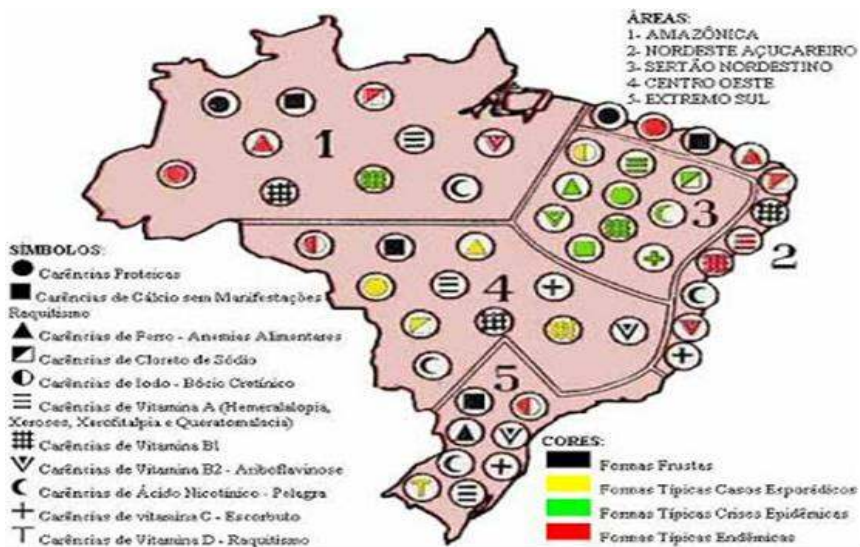 ÁREAS:
1- AMAZÔNICA
2- NORDESTE AÇUCAREIRO
3- SERTÃO NORDESTINO
4- CENTRO OESTE
5- EXTREMO SUL
1
3
2
4
5
SÍMBOLOS:
Carências Proteicas
Carências de Cálcio sem Manifestações
Raquitismo
Carências de Ferro - Anemias Alimentares
Carências de Cloreto de Sódio
Carências de Iodo - Bócio Cretínico
Carências de Vitamina A (Hemeralalopia,
Xeroses, Xerofitalpia e Queratomalacia)
Carências de Vitamina B1
Carências de Vitamina B2 - Ariboflavinose
Carências de Ácido Nicotínico - Pelagra
Carências de vitamina C - Escorbuto
Carências de Vitamina D - Raquitismo
CORES:
Formas Frustas
Formas Típicas Casos Esporádicos
Formas Típicas Crises Epidêmicas
Formas Típicas Endêmicas